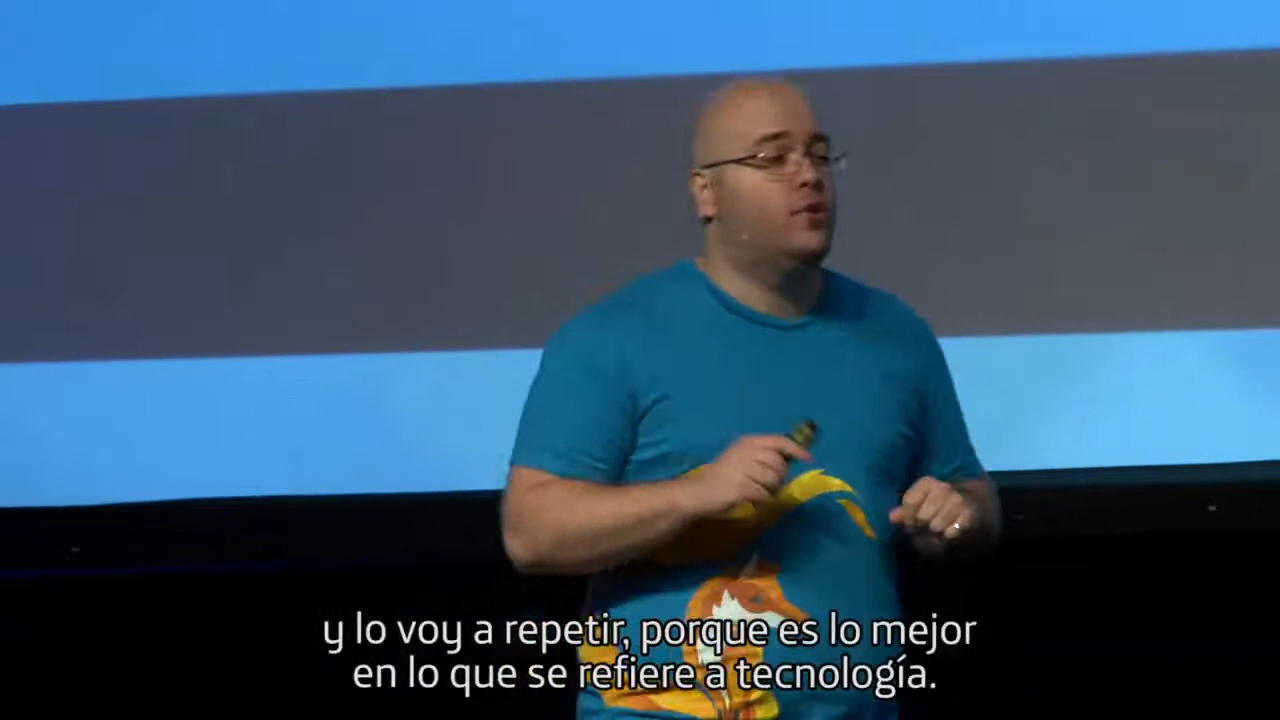 y lo voy a repetir, porque es lo mejor
en lo que se refiere a tecnología.